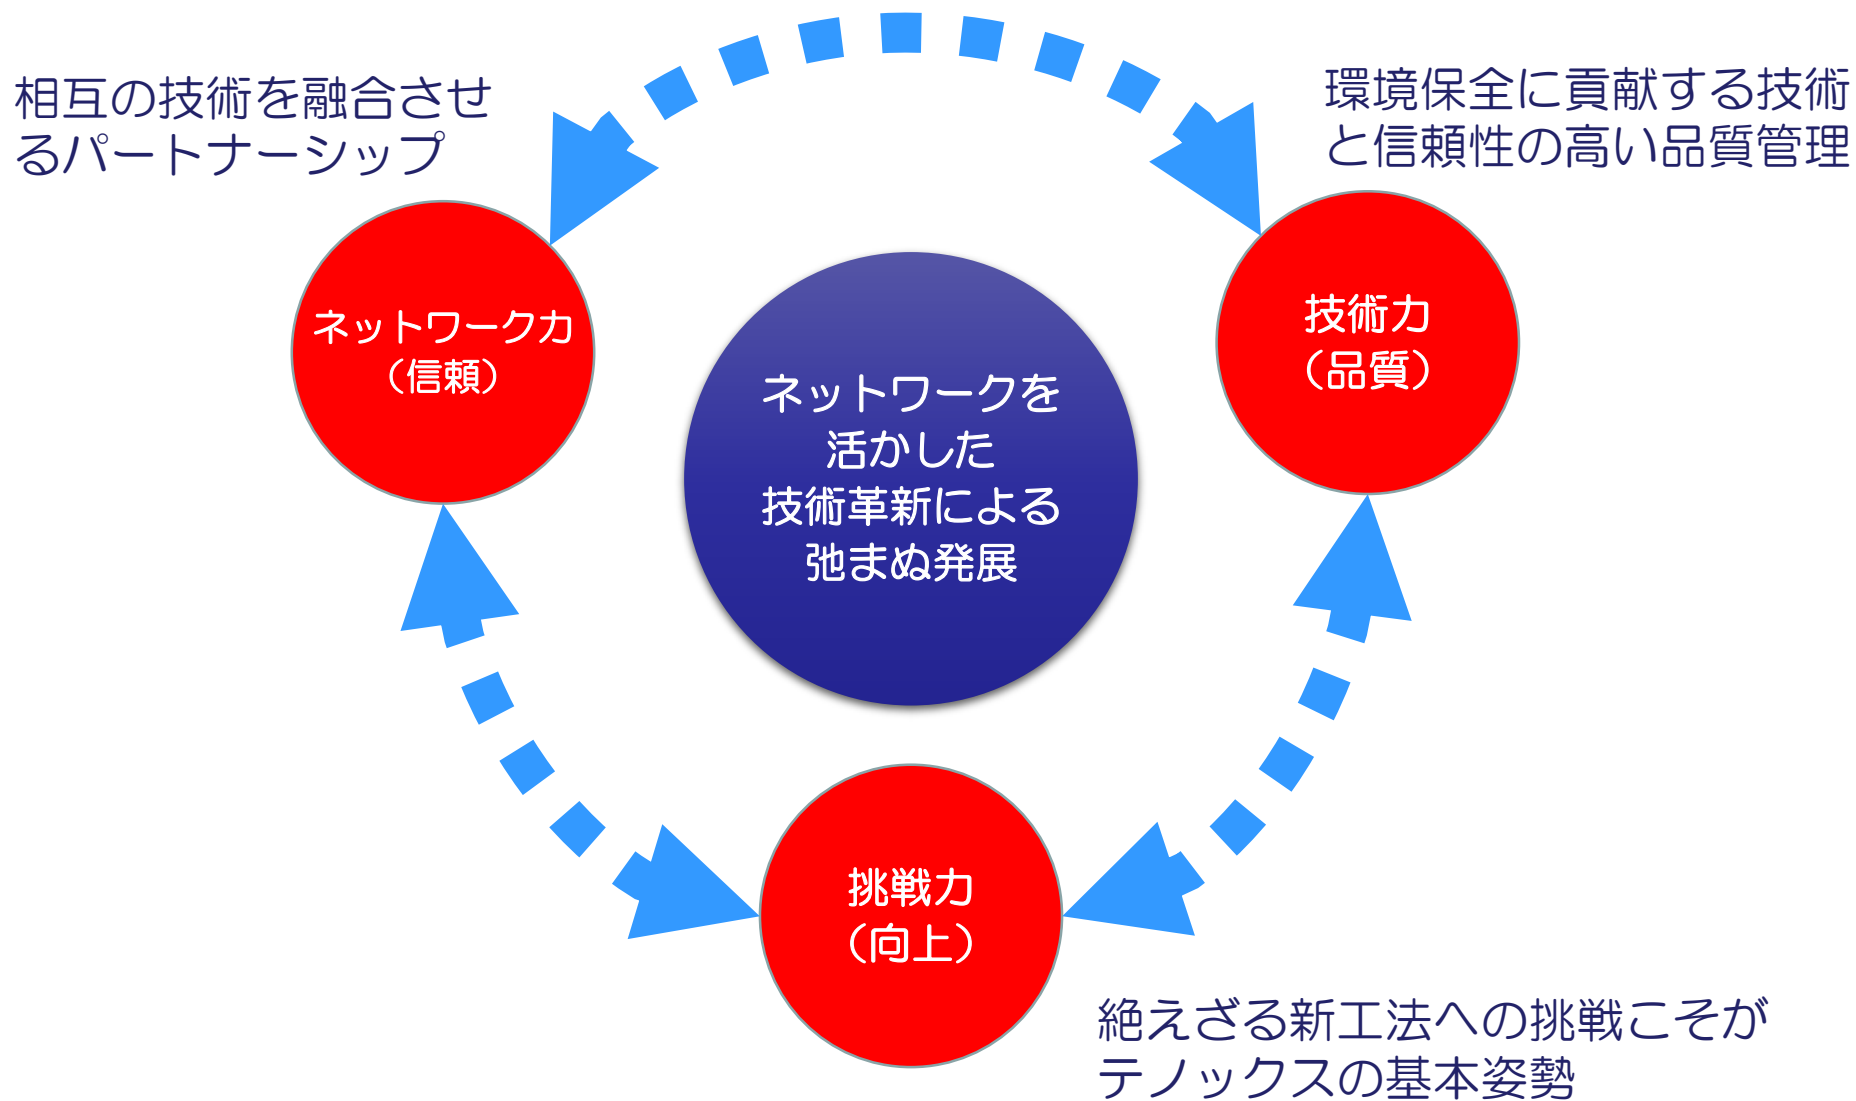 相互の技術を融合させ
るパートナーシップ
環境保全に貢献する技術
と信頼性の高い品質管理
ネットワーク力
（信頼）
技術力
（品質）
ネットワークを
活かした
技術革新による
弛まぬ発展
挑戦力
（向上）
絶えざる新工法への挑戦こそが
テノックスの基本姿勢